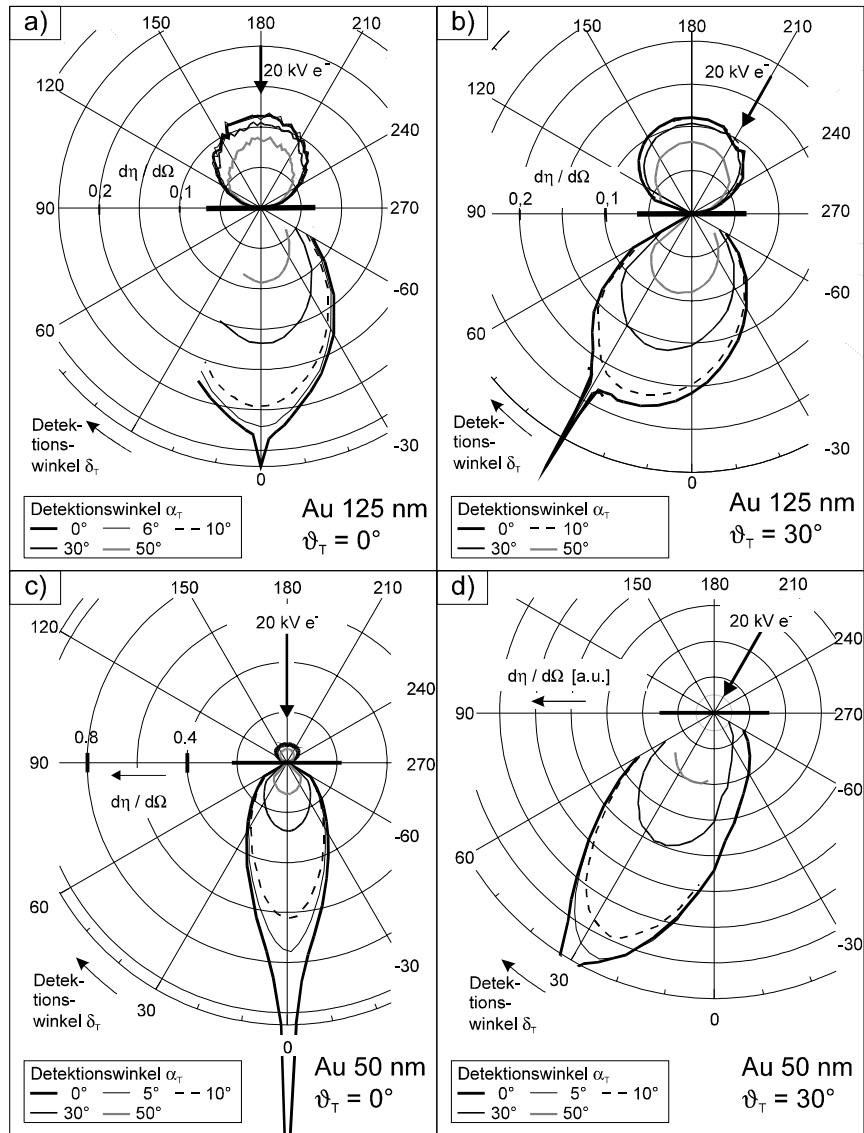 a)
180
150
210
20 kV e⁻
120
240
dη / dΩ
0.2
0.1
90
270
-60
60
Detek-
tions-
winkel δ_T
-30
0
Detektionswinkel α_T
0° 6° 10°
30° 50°
Au 125 nm
ϑ_T = 0°
b)
180
150
210
20 kV e⁻
120
240
dη / dΩ
0,2
0,1
90
270
-60
60
Detek-
tions-
winkel δ_T
-30
0
Detektionswinkel α_T
0° 10°
30° 50°
Au 125 nm
ϑ_T = 30°
c)
150
180
210
20 kV e⁻
120
240
0.8
0.4
90
270
dη / dΩ
-60
60
Detek-
tions-
winkel δ_T
-30
30
0
Detektionswinkel α_T
0° 5° 10°
30° 50°
Au 50 nm
ϑ_T = 0°
d)
150
180
210
20 kV e⁻
120
240
dη / dΩ [a.u.]
90
270
-60
60
Detek-
tions-
winkel δ_T
-30
30
0
Detektionswinkel α_T
0° 5° 10°
30° 50°
Au 50 nm
ϑ_T = 30°